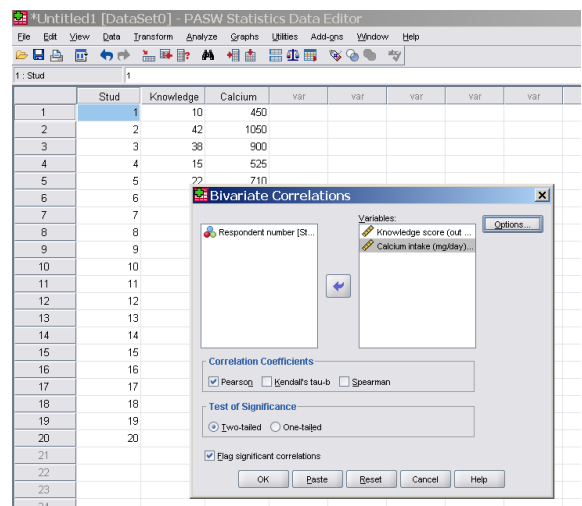 *Untitled1 [DataSet0] - PASW Statistics Data Editor
File Edit View Data Transform Analyze Graphs Utilities Add-ons Window Help
1 : Stud 1
Stud Knowledge Calcium var var var var var
1 1 10 450
2 2 42 1050
3 3 38 900
4 4 15 525
5 5 22 710
6 6
7 7
8 8
9 9
10 10
11 11
12 12
13 13
14 14
15 15
16 16
17 17
18 18
19 19
20 20
21
22
23
24
Bivariate Correlations
Variables:
Respondent number [St...
Knowledge score (out ...
Calcium intake (mg/day)...
Options...
Correlation Coefficients
Pearson Kendall's tau-b Spearman
Test of Significance
Two-tailed One-tailed
Flag significant correlations
OK Paste Reset Cancel Help